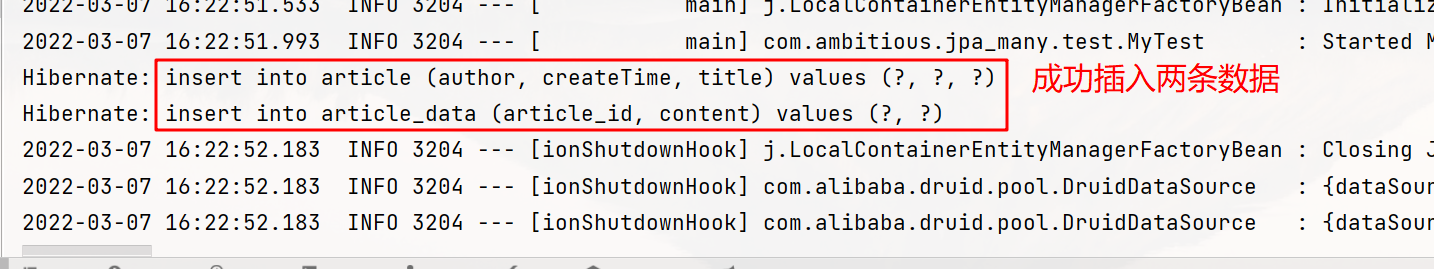 2022-03-07 16:22:51.533  INFO 3204 --- [           main] j.LocalContainerEntityManagerFactoryBean : Initializ
2022-03-07 16:22:51.993  INFO 3204 --- [           main] com.ambitious.jpa_many.test.MyTest       : Started M
Hibernate: insert into article (author, createTime, title) values (?, ?, ?) 成功插入两条数据
Hibernate: insert into article_data (article_id, content) values (?, ?)
2022-03-07 16:22:52.183  INFO 3204 --- [ionShutdownHook] j.LocalContainerEntityManagerFactoryBean : Closing J
2022-03-07 16:22:52.183  INFO 3204 --- [ionShutdownHook] com.alibaba.druid.pool.DruidDataSource   : {dataSour
2022-03-07 16:22:52.183  INFO 3204 --- [ionShutdownHook] com.alibaba.druid.pool.DruidDataSource   : {dataSour